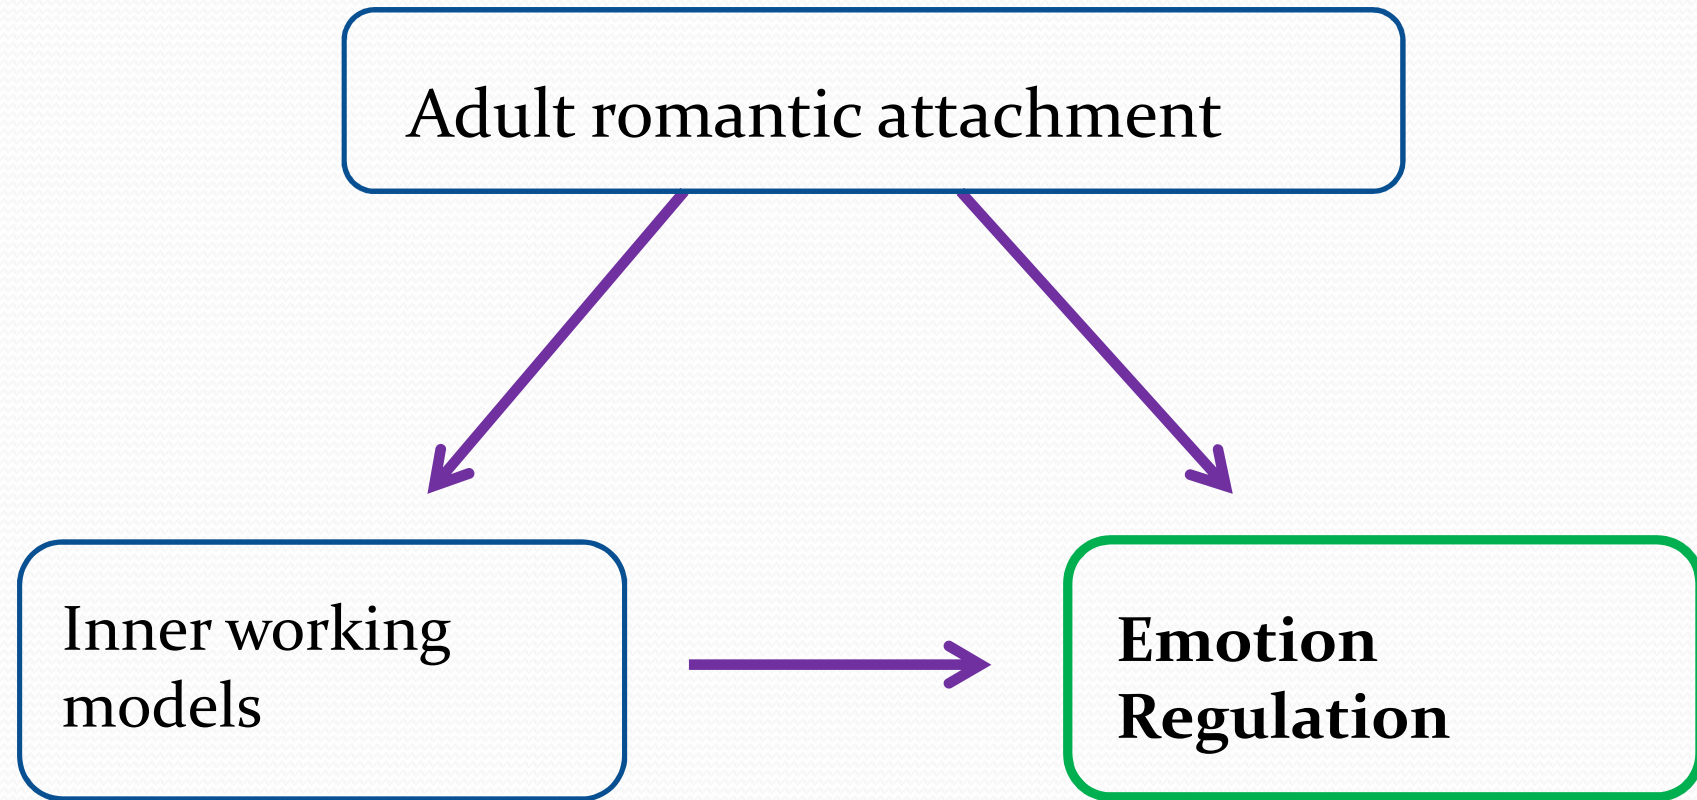 Adult romantic attachment
Inner working
models
Emotion
Regulation